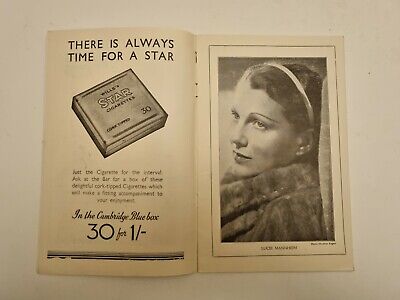 THERE IS ALWAYS
TIME FOR A STAR
WILLS'S
STAR
CIGARETTES
CORK TIPPED
30
Just the Cigarette for the interval.
Ask at the Bar for a box of these
delightful cork-tipped Cigarettes which
will make a fitting accompaniment to
your enjoyment.
In the Cambridge Blue box
30 for 1/-
LUCIE MANNHEIM